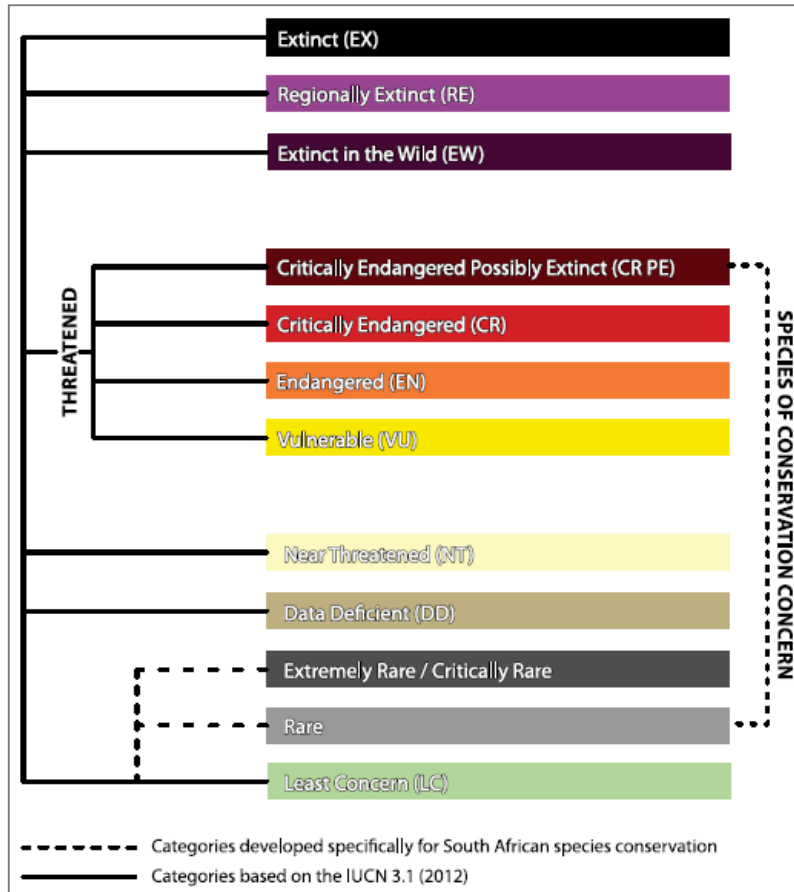 Extinct (EX)
Regionally Extinct (RE)
Extinct in the Wild (EW)
THREATENED
Critically Endangered Possibly Extinct (CR PE)
Critically Endangered (CR)
Endangered (EN)
Vulnerable (VU)
SPECIES OF CONSERVATION CONCERN
Near Threatened (NT)
Data Deficient (DD)
Extremely Rare / Critically Rare
Rare
Least Concern (LC)
Categories developed specifically for South African species conservation
Categories based on the IUCN 3.1 (2012)